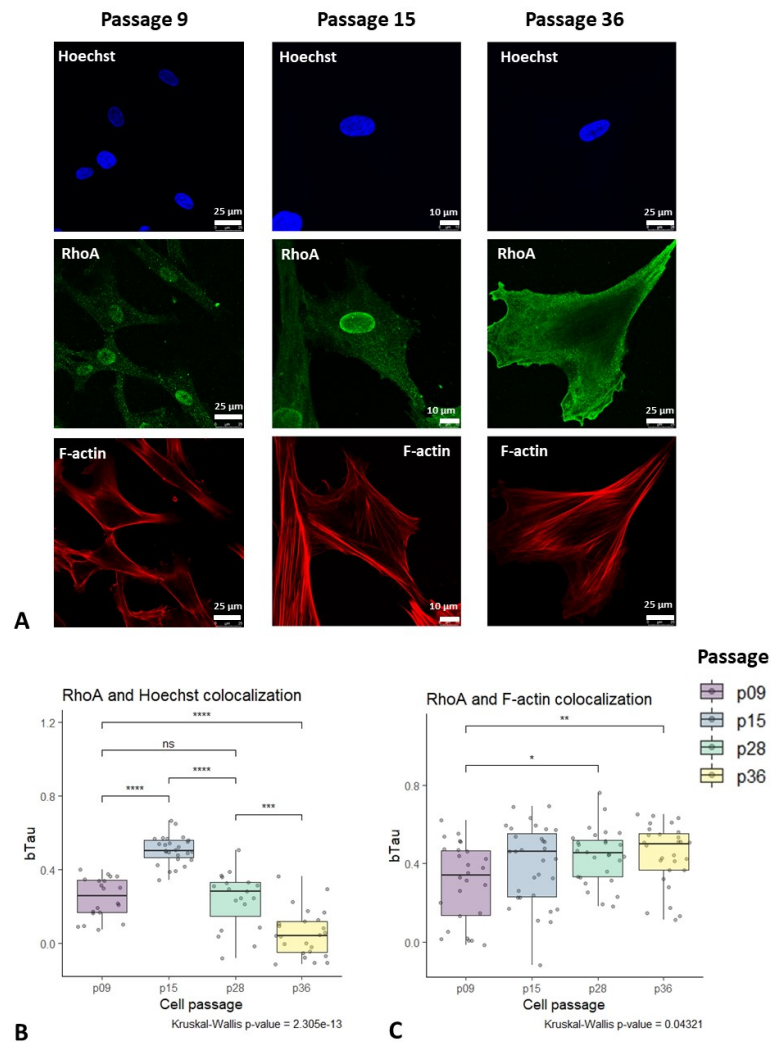 Passage 9 Passage 15 Passage 36
Hoechst Hoechst Hoechst
25 µm 10 µm 25 µm
RhoA RhoA RhoA
25 µm 10 µm 25 µm
F-actin F-actin F-actin
25 µm 10 µm 25 µm
A
RhoA and Hoechst colocalization
1.2
0.8
0.4
0.0
bTau
****
ns
**** ****
***
p09 p15 p28 p36
Cell passage
Kruskal-Wallis p-value = 2.305e-13
B
RhoA and F-actin colocalization
0.8
0.4
0.0
bTau
**
*
p09 p15 p28 p36
Cell passage
Kruskal-Wallis p-value = 0.04321
C
Passage
p09
p15
p28
p36